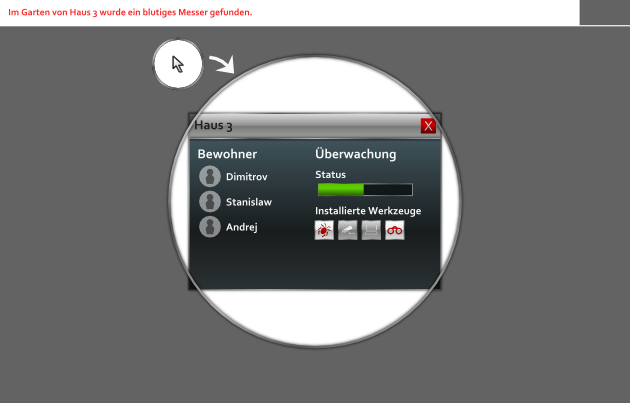 Im Garten von Haus 3 wurde ein blutiges Messer gefunden.
Haus 3
X
Bewohner
Dimitrov
Stanislaw
Andrej
Überwachung
Status
Installierte Werkzeuge